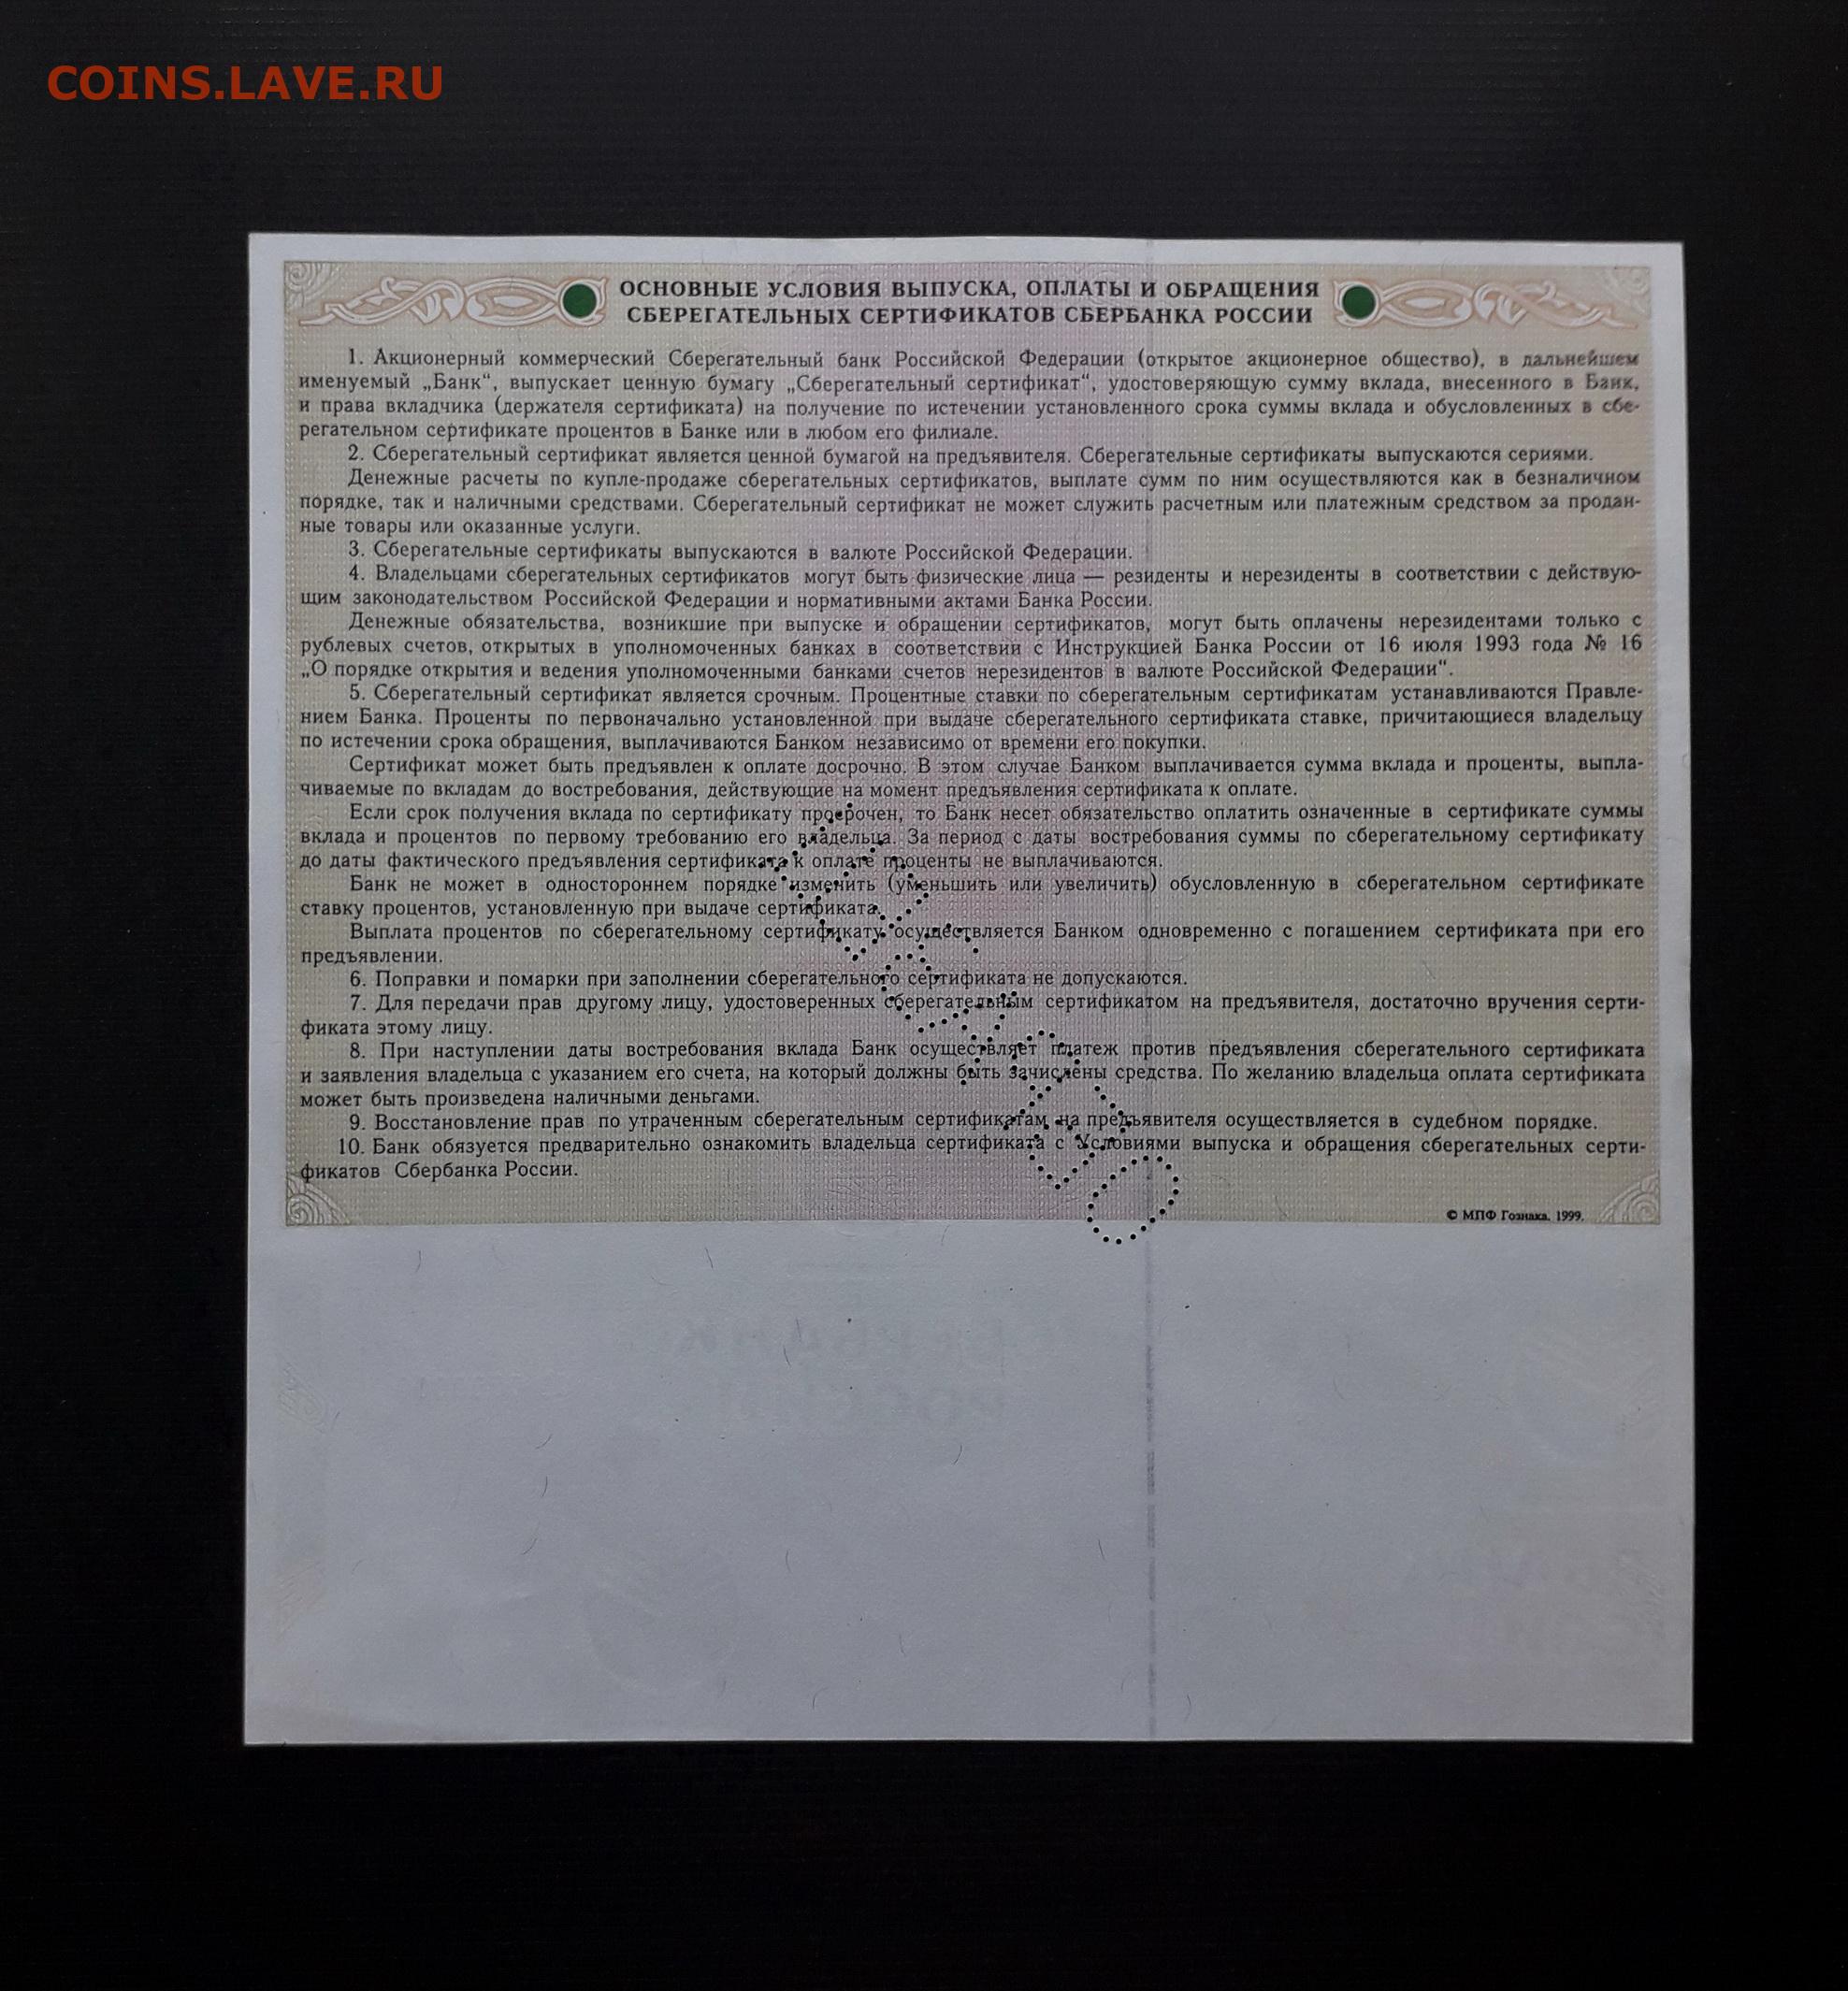 COINS.LAVE.RU
ОСНОВНЫЕ УСЛОВИЯ ВЫПУСКА, ОПЛАТЫ И ОБРАЩЕНИЯ
СБЕРЕГАТЕЛЬНЫХ СЕРТИФИКАТОВ СБЕРБАНКА РОССИИ
1. Акционерный коммерческий Сберегательный банк Российской Федерации (открытое акционерное общество), в дальнейшем
именуемый „Банк“, выпускает ценную бумагу „Сберегательный сертификат“, удостоверяющую сумму вклада, внесенного в Банк,
и права вкладчика (держателя сертификата) на получение по истечении установленного срока суммы вклада и обусловленных в сбе-
регательном сертификате процентов в Банке или в любом его филиале.
2. Сберегательный сертификат является ценной бумагой на предъявителя. Сберегательные сертификаты выпускаются сериями.
Денежные расчеты по купле-продаже сберегательных сертификатов, выплате сумм по ним осуществляются как в безналичном
порядке, так и наличными средствами. Сберегательный сертификат не может служить расчетным или платежным средством за продан-
ные товары или оказанные услуги.
3. Сберегательные сертификаты выпускаются в валюте Российской Федерации.
4. Владельцами сберегательных сертификатов могут быть физические лица — резиденты и нерезиденты в соответствии с действую-
щим законодательством Российской Федерации и нормативными актами Банка России.
Денежные обязательства, возникшие при выпуске и обращении сертификатов, могут быть оплачены нерезидентами только с
рублевых счетов, открытых в уполномоченных банках в соответствии с Инструкцией Банка России от 16 июля 1993 года № 16
„О порядке открытия и ведения уполномоченными банками счетов нерезидентов в валюте Российской Федерации“.
5. Сберегательный сертификат является срочным. Процентные ставки по сберегательным сертификатам устанавливаются Правле-
нием Банка. Проценты по первоначально установленной при выдаче сберегательного сертификата ставке, причитающиеся владельцу
по истечении срока обращения, выплачиваются Банком независимо от времени его покупки.
Сертификат может быть предъявлен к оплате досрочно. В этом случае Банком выплачивается сумма вклада и проценты, выпла-
чиваемые по вкладам до востребования, действующие на момент предъявления сертификата к оплате.
Если срок получения вклада по сертификату просрочен, то Банк несет обязательство оплатить означенные в сертификате суммы
вклада и процентов по первому требованию его владельца. За период с даты востребования суммы по сберегательному сертификату
до даты фактического предъявления сертификата к оплате проценты не выплачиваются.
Банк не может в одностороннем порядке изменить (уменьшить или увеличить) обусловленную в сберегательном сертификате
ставку процентов, установленную при выдаче сертификата.
Выплата процентов по сберегательному сертификату осуществляется Банком одновременно с погашением сертификата при его
предъявлении.
6. Поправки и помарки при заполнении сберегательного сертификата не допускаются.
7. Для передачи прав другому лицу, удостоверенных сберегательным сертификатом на предъявителя, достаточно вручения серти-
фиката этому лицу.
8. При наступлении даты востребования вклада Банк осуществляет платеж против предъявления сберегательного сертификата
и заявления владельца с указанием его счета, на который должны быть зачислены средства. По желанию владельца оплата сертификата
может быть произведена наличными деньгами.
9. Восстановление прав по утраченным сберегательным сертификатам на предъявителя осуществляется в судебном порядке.
10. Банк обязуется предварительно ознакомить владельца сертификата с Условиями выпуска и обращения сберегательных серти-
фикатов Сбербанка России.
© МПФ Гознака. 1999.